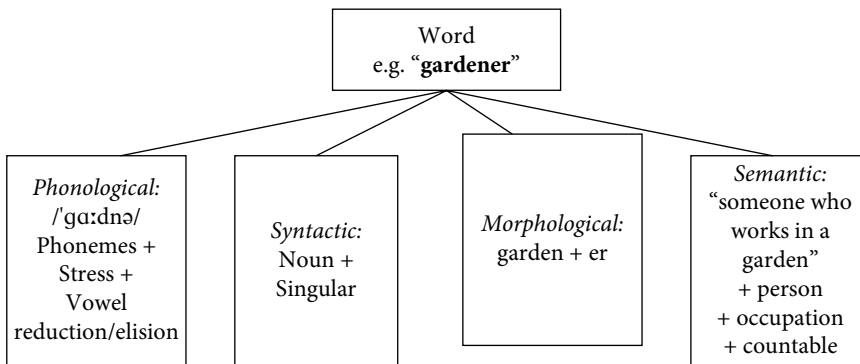 Word
e.g. “gardener”
Phonological:
/ˈɡɑːdnə/
Phonemes +
Stress +
Vowel
reduction/elision
Syntactic:
Noun +
Singular
Morphological:
garden + er
Semantic:
“someone who
works in a
garden”
+ person
+ occupation
+ countable